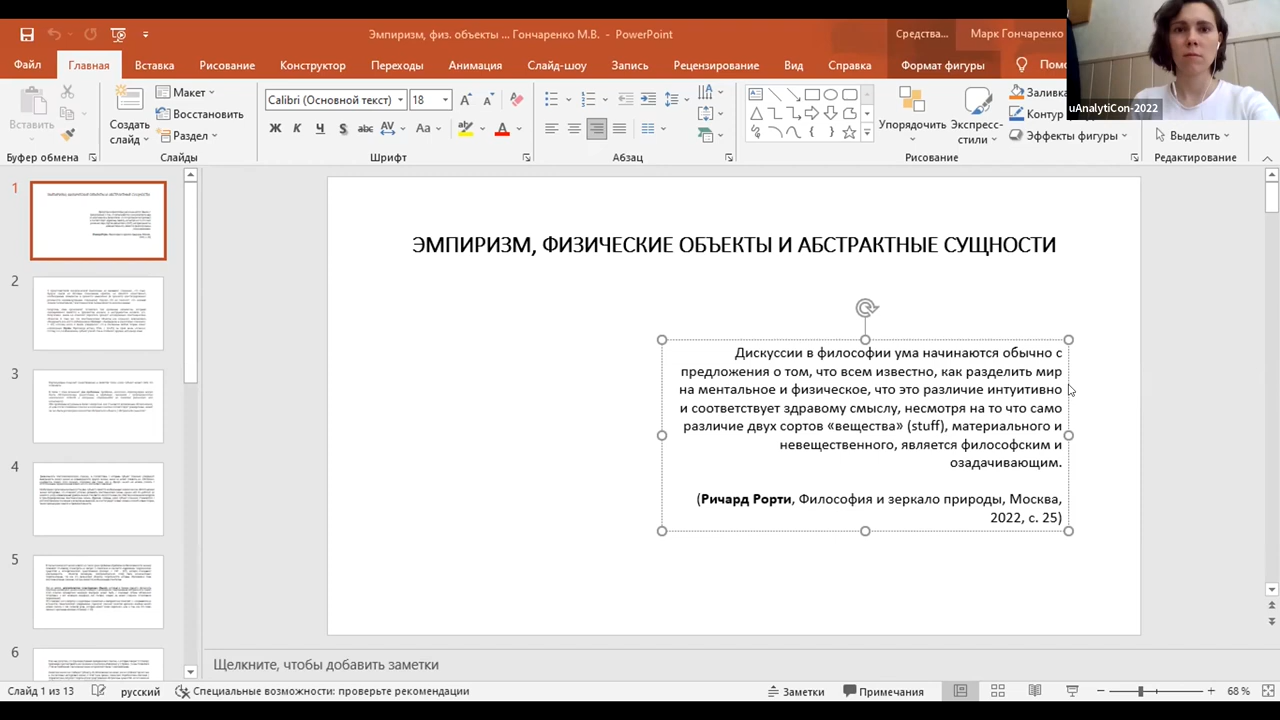 Эмпиризм, физ. объекты ... Гончаренко М.В. - PowerPoint
Средства...
Марк Гончаренко
Файл Главная Вставка Рисование Конструктор Переходы Анимация Слайд-шоу Запись Рецензирование Вид Справка Формат фигуры
uAnalytiCon-2022
Вставить
Создать слайд
Макет
Восстановить
Раздел
Calibri (Основной текст) 18
Упорядочить
Экспресс-стили
Заливка
Контур
Эффекты фигуры
Выделить
Буфер обмена Слайды Шрифт Абзац Рисование Редактирование
1
2
3
4
5
6
ЭМПИРИЗМ, ФИЗИЧЕСКИЕ ОБЪЕКТЫ И АБСТРАКТНЫЕ СУЩНОСТИ
Дискуссии в философии ума начинаются обычно с
предложения о том, что всем известно, как разделить мир
на ментальное и физическое, что это различие интуитивно
и соответствует здравому смыслу, несмотря на то что само
различие двух сортов «вещества» (stuff), материального и
невещественного, является философским и
озадачивающим.
(Ричард Рорти, Философия и зеркало природы, Москва,
2022, с. 25)
Щелкните, чтобы добавить заметки
Слайд 1 из 13 русский Специальные возможности: проверьте рекомендации Заметки Примечания 68 %